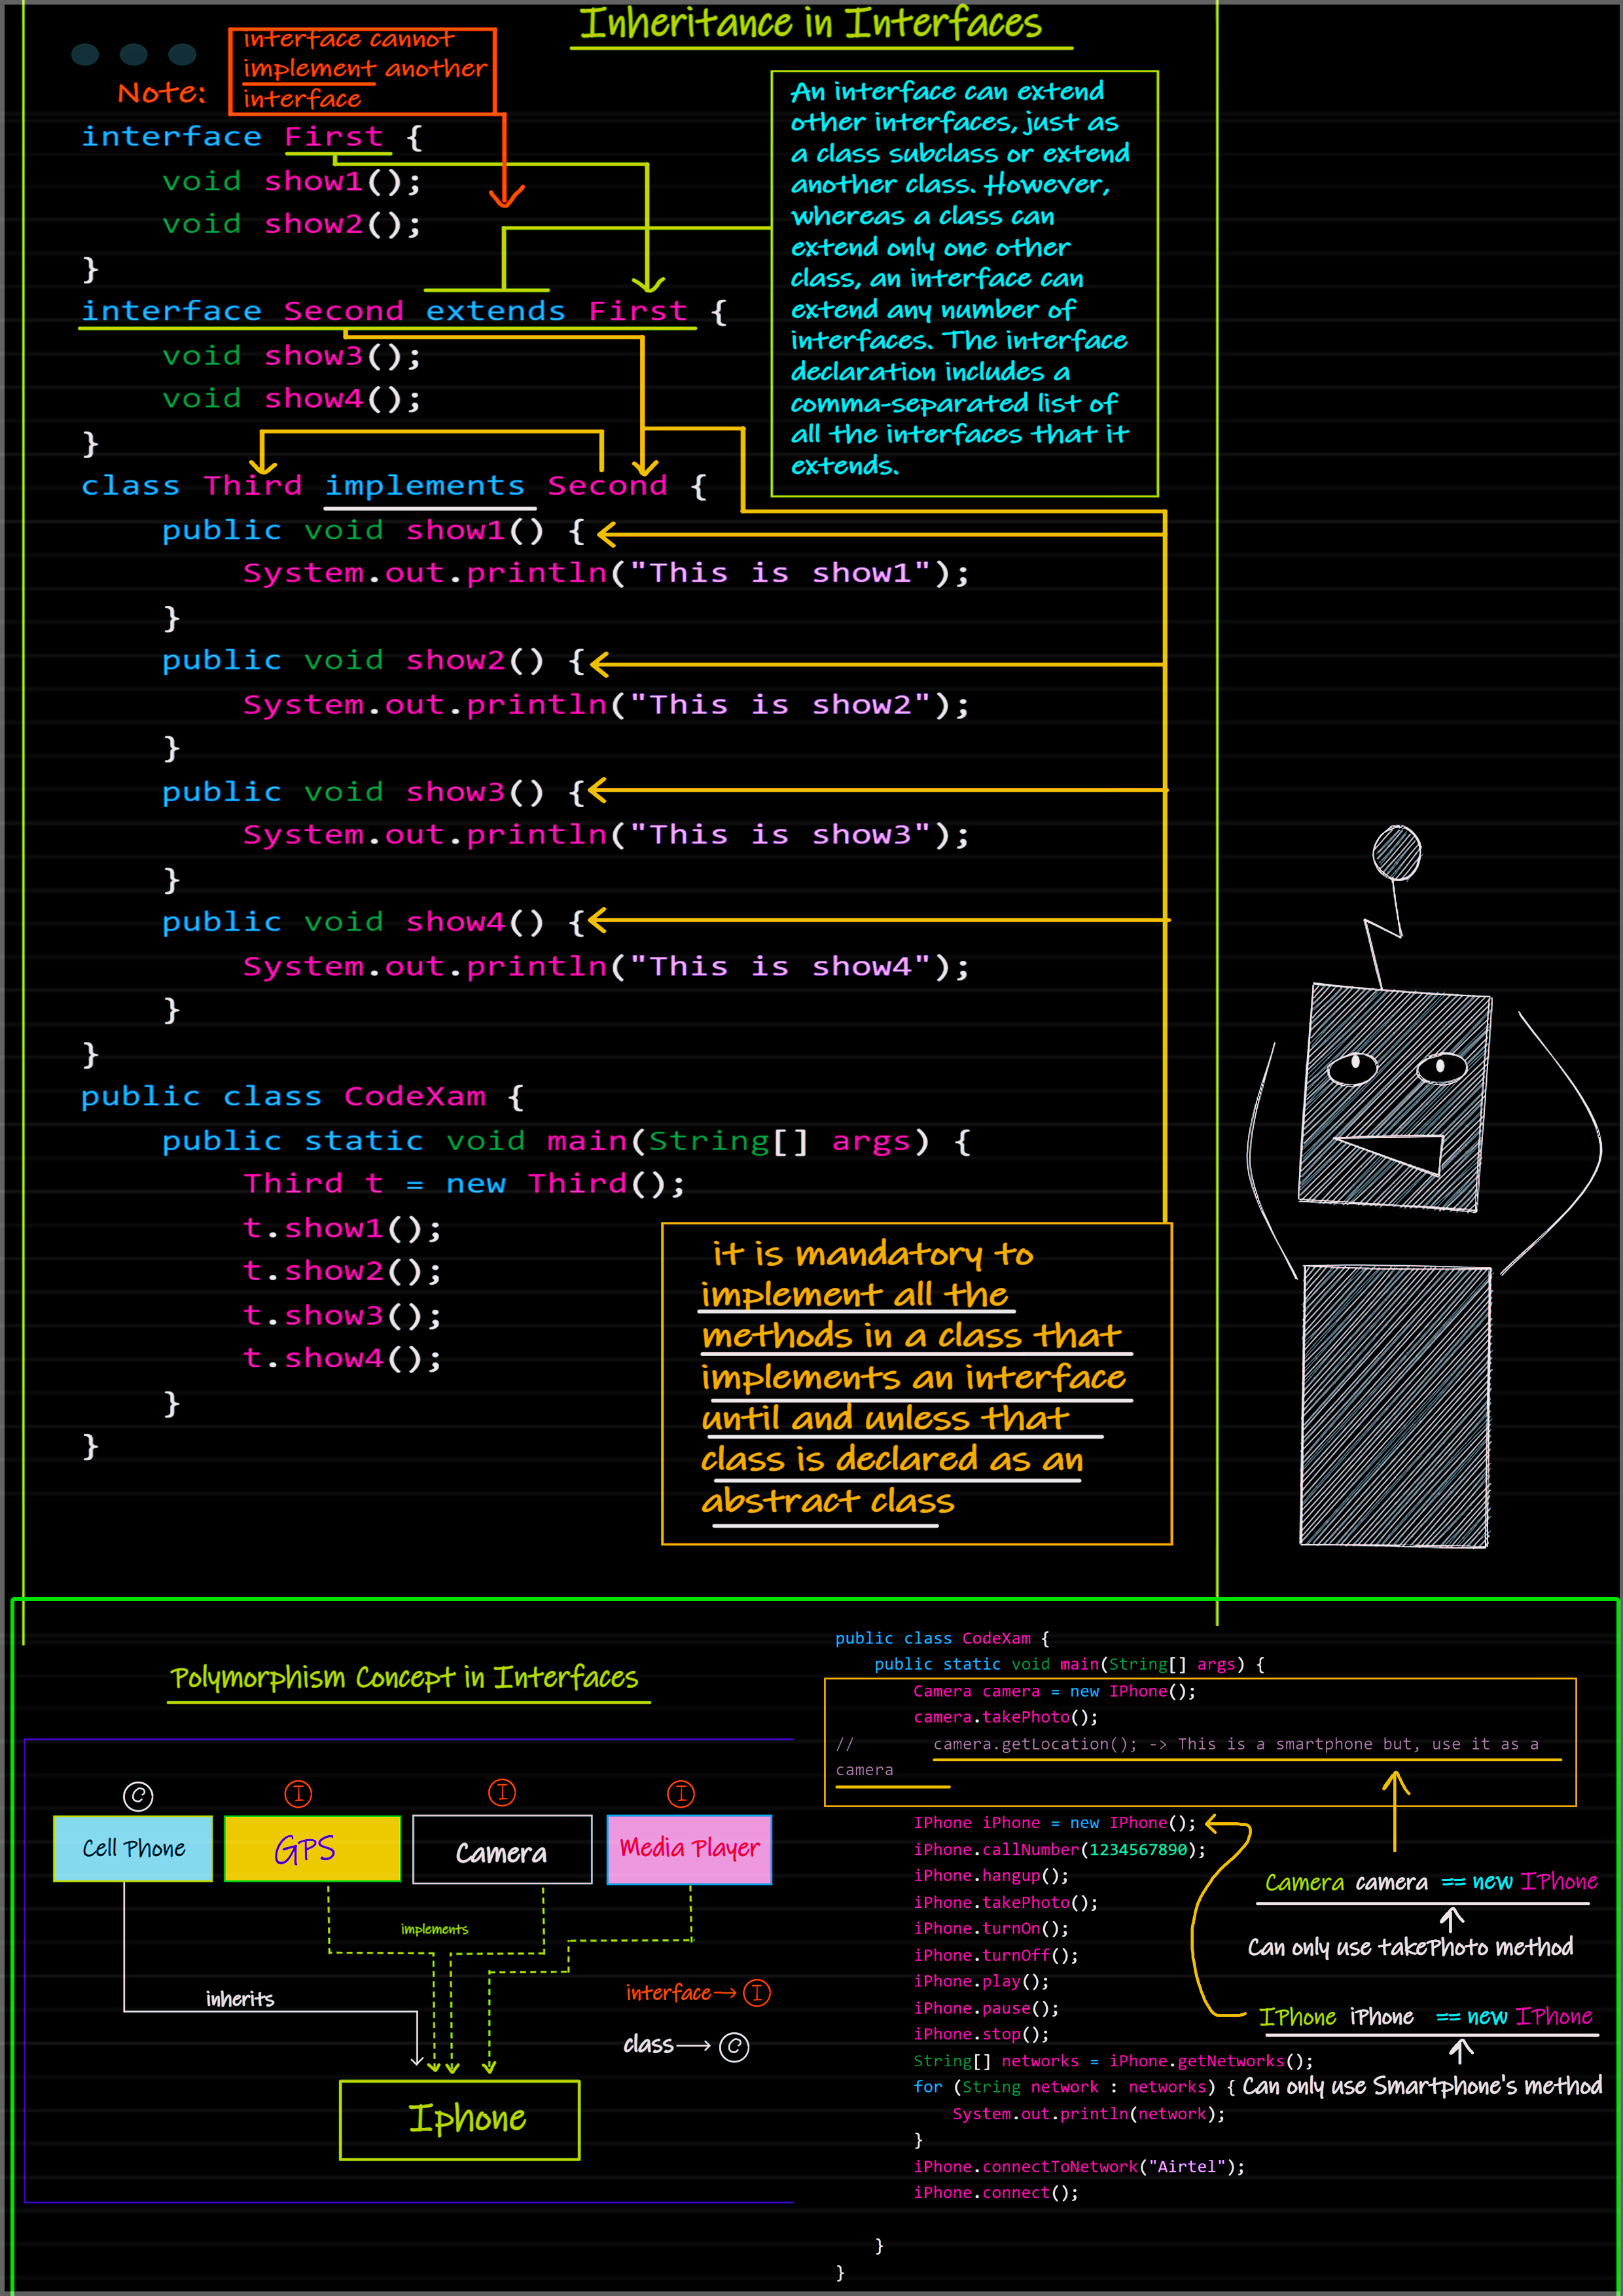 Inheritance in Interfaces
Note:
interface cannot
implement another
interface
interface First {
void show1();
void show2();
}
interface Second extends First {
void show3();
void show4();
}
An interface can extend
other interfaces, just as
a class subclass or extend
another class. However,
whereas a class can
extend only one other
class, an interface can
extend any number of
interfaces. The interface
declaration includes a
comma-separated list of
all the interfaces that it
extends.
class Third implements Second {
public void show1() {
System.out.println("This is show1");
}
public void show2() {
System.out.println("This is show2");
}
public void show3() {
System.out.println("This is show3");
}
public void show4() {
System.out.println("This is show4");
}
}
public class CodeXam {
public static void main(String[] args) {
Third t = new Third();
t.show1();
t.show2();
t.show3();
t.show4();
}
}
it is mandatory to
implement all the
methods in a class that
implements an interface
until and unless that
class is declared as an
abstract class
Polymorphism Concept in Interfaces
C
I
I
I
Cell Phone
GPS
Camera
Media Player
implements
inherits
interface→ I
class→ C
Iphone
public class CodeXam {
public static void main(String[] args) {
Camera camera = new IPhone();
camera.takePhoto();
// camera.getLocation(); -> This is a smartphone but, use it as a
camera
IPhone iPhone = new IPhone();
iPhone.callNumber(1234567890);
iPhone.hangup();
iPhone.takePhoto();
iPhone.turnOn();
iPhone.turnOff();
iPhone.play();
iPhone.pause();
iPhone.stop();
String[] networks = iPhone.getNetworks();
for (String network : networks) {
System.out.println(network);
}
iPhone.connectToNetwork("Airtel");
iPhone.connect();
}
}
Camera camera == new IPhone
Can only use takePhoto method
IPhone iPhone == new IPhone
Can only use Smartphone's method